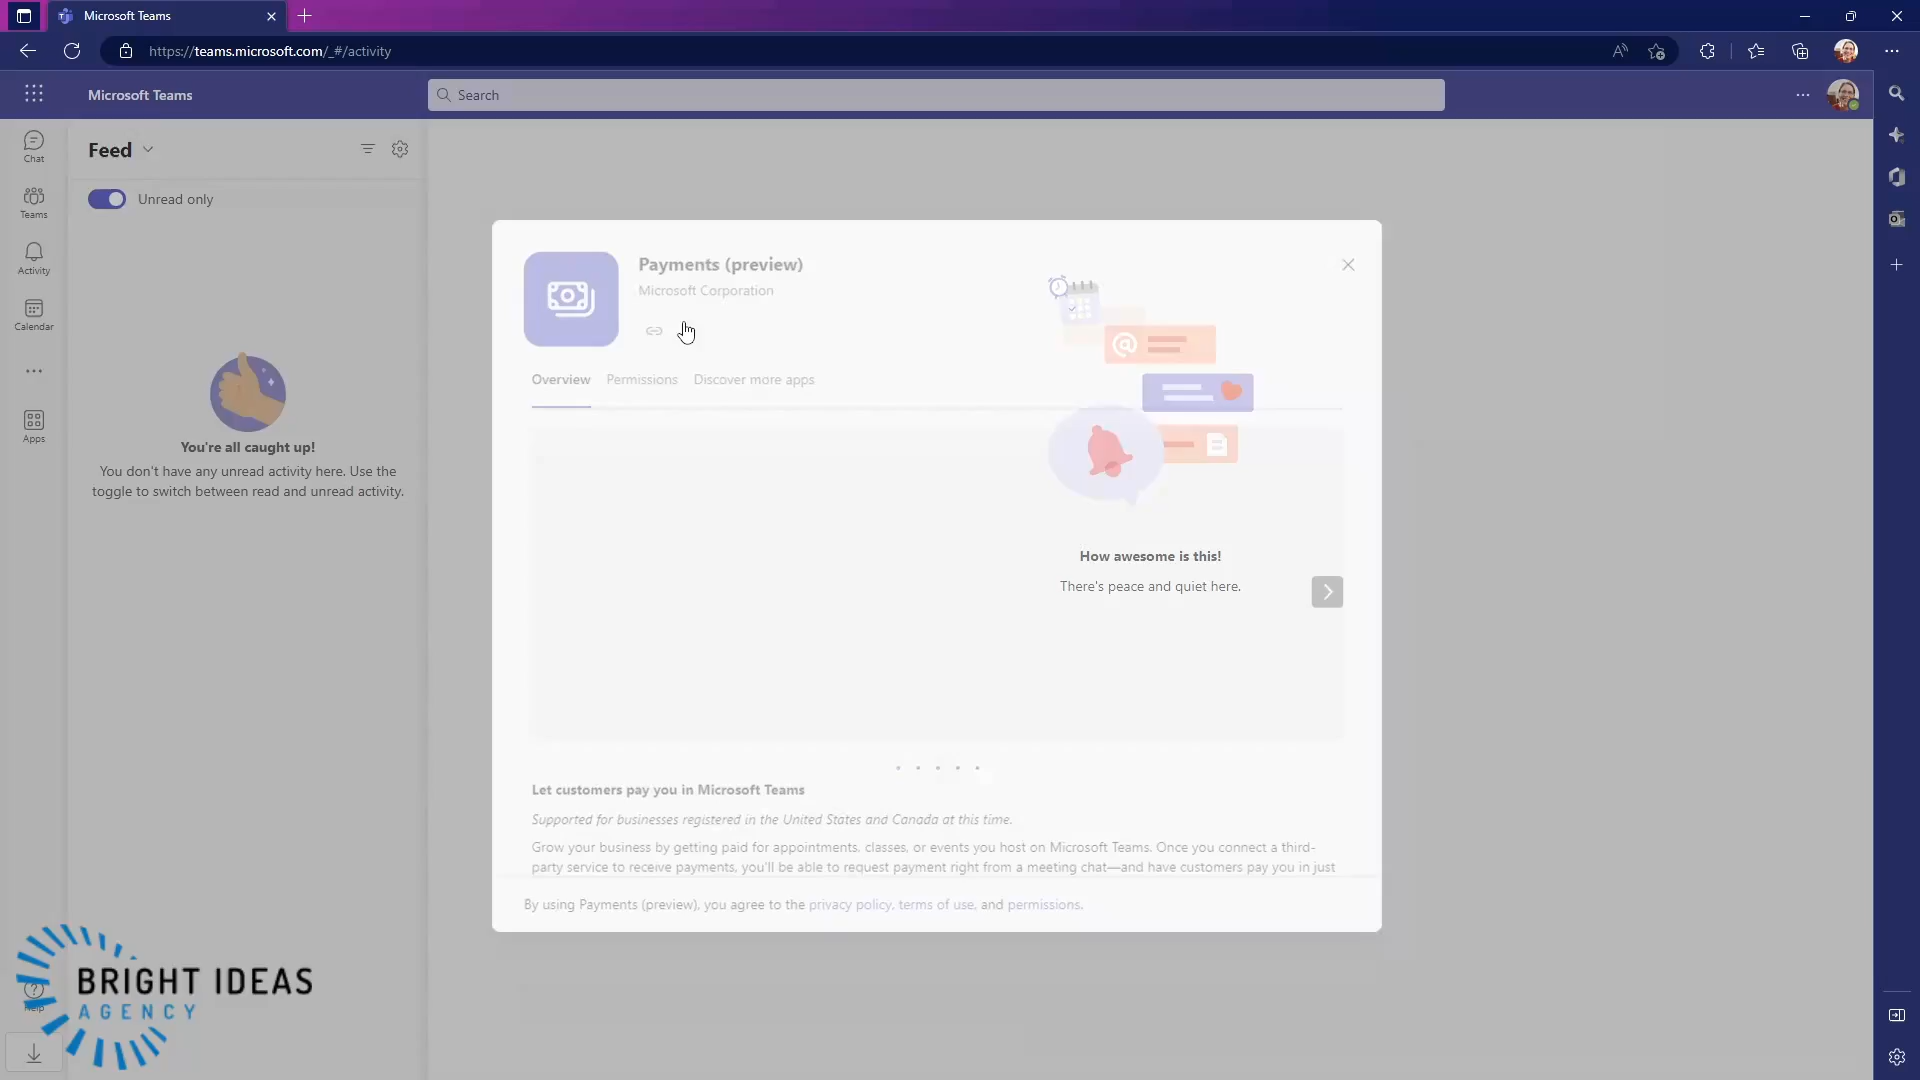 Microsoft Teams
https://teams.microsoft.com/_#/activity
Microsoft Teams
Search
Chat
Teams
Activity
Calendar
Apps
Help
Feed
Unread only
You're all caught up!
You don't have any unread activity here. Use the
toggle to switch between read and unread activity.
Payments (preview)
Microsoft Corporation
Overview
Permissions
Discover more apps
How awesome is this!
There's peace and quiet here.
Let customers pay you in Microsoft Teams
Supported for businesses registered in the United States and Canada at this time.
Grow your business by getting paid for appointments, classes, or events you host on Microsoft Teams. Once you connect a third-
party service to receive payments, you'll be able to request payment right from a meeting chat—and have customers pay you in just
By using Payments (preview), you agree to the privacy policy, terms of use, and permissions.
BRIGHT IDEAS
AGENCY